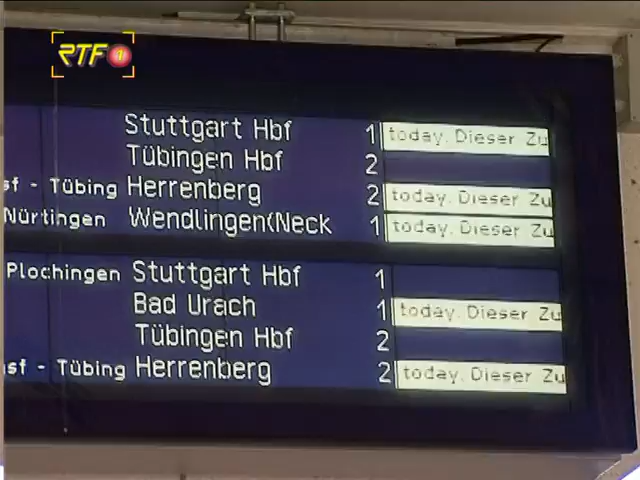 RTF 1
Stuttgart Hbf 1 today. Dieser Zu
Tübingen Hbf 2
sf - Tübing Herrenberg 2 today. Dieser Zu
Nürtingen Wendlingen(Neck 1 today. Dieser Zu
Plochingen Stuttgart Hbf 1
Bad Urach 1 today. Dieser Zu
Tübingen Hbf 2
sf - Tübing Herrenberg 2 today. Dieser Zu